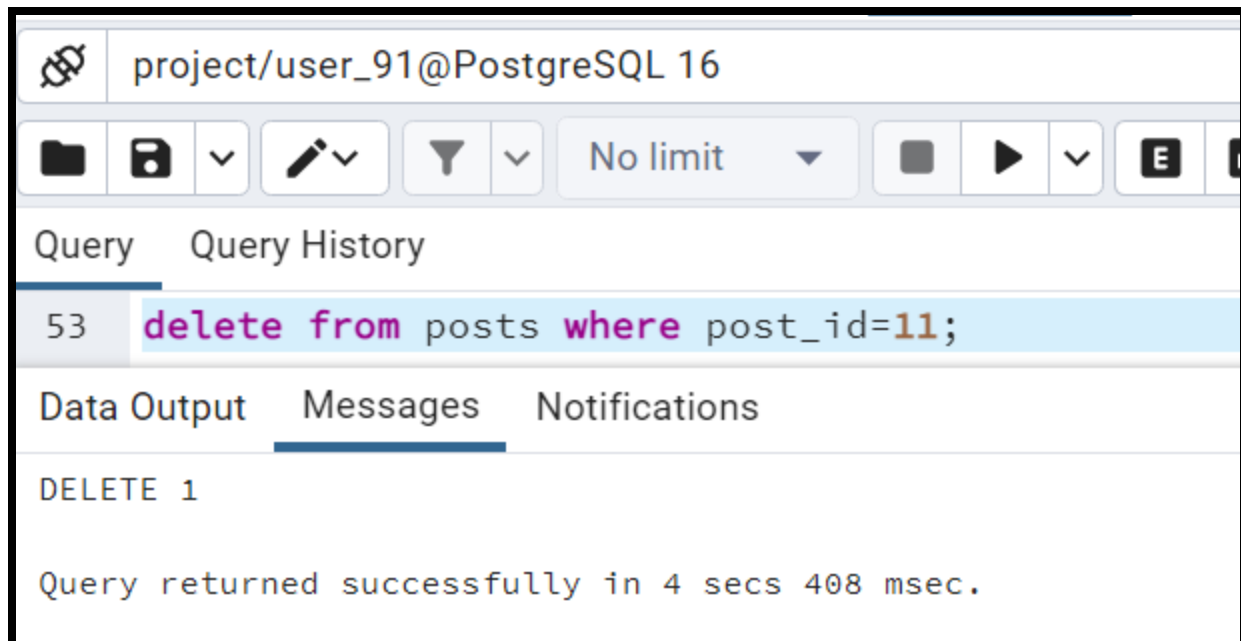 project/user_91@PostgreSQL 16
No limit
E
Query Query History
53 delete from posts where post_id=11;
Data Output Messages Notifications
DELETE 1
Query returned successfully in 4 secs 408 msec.